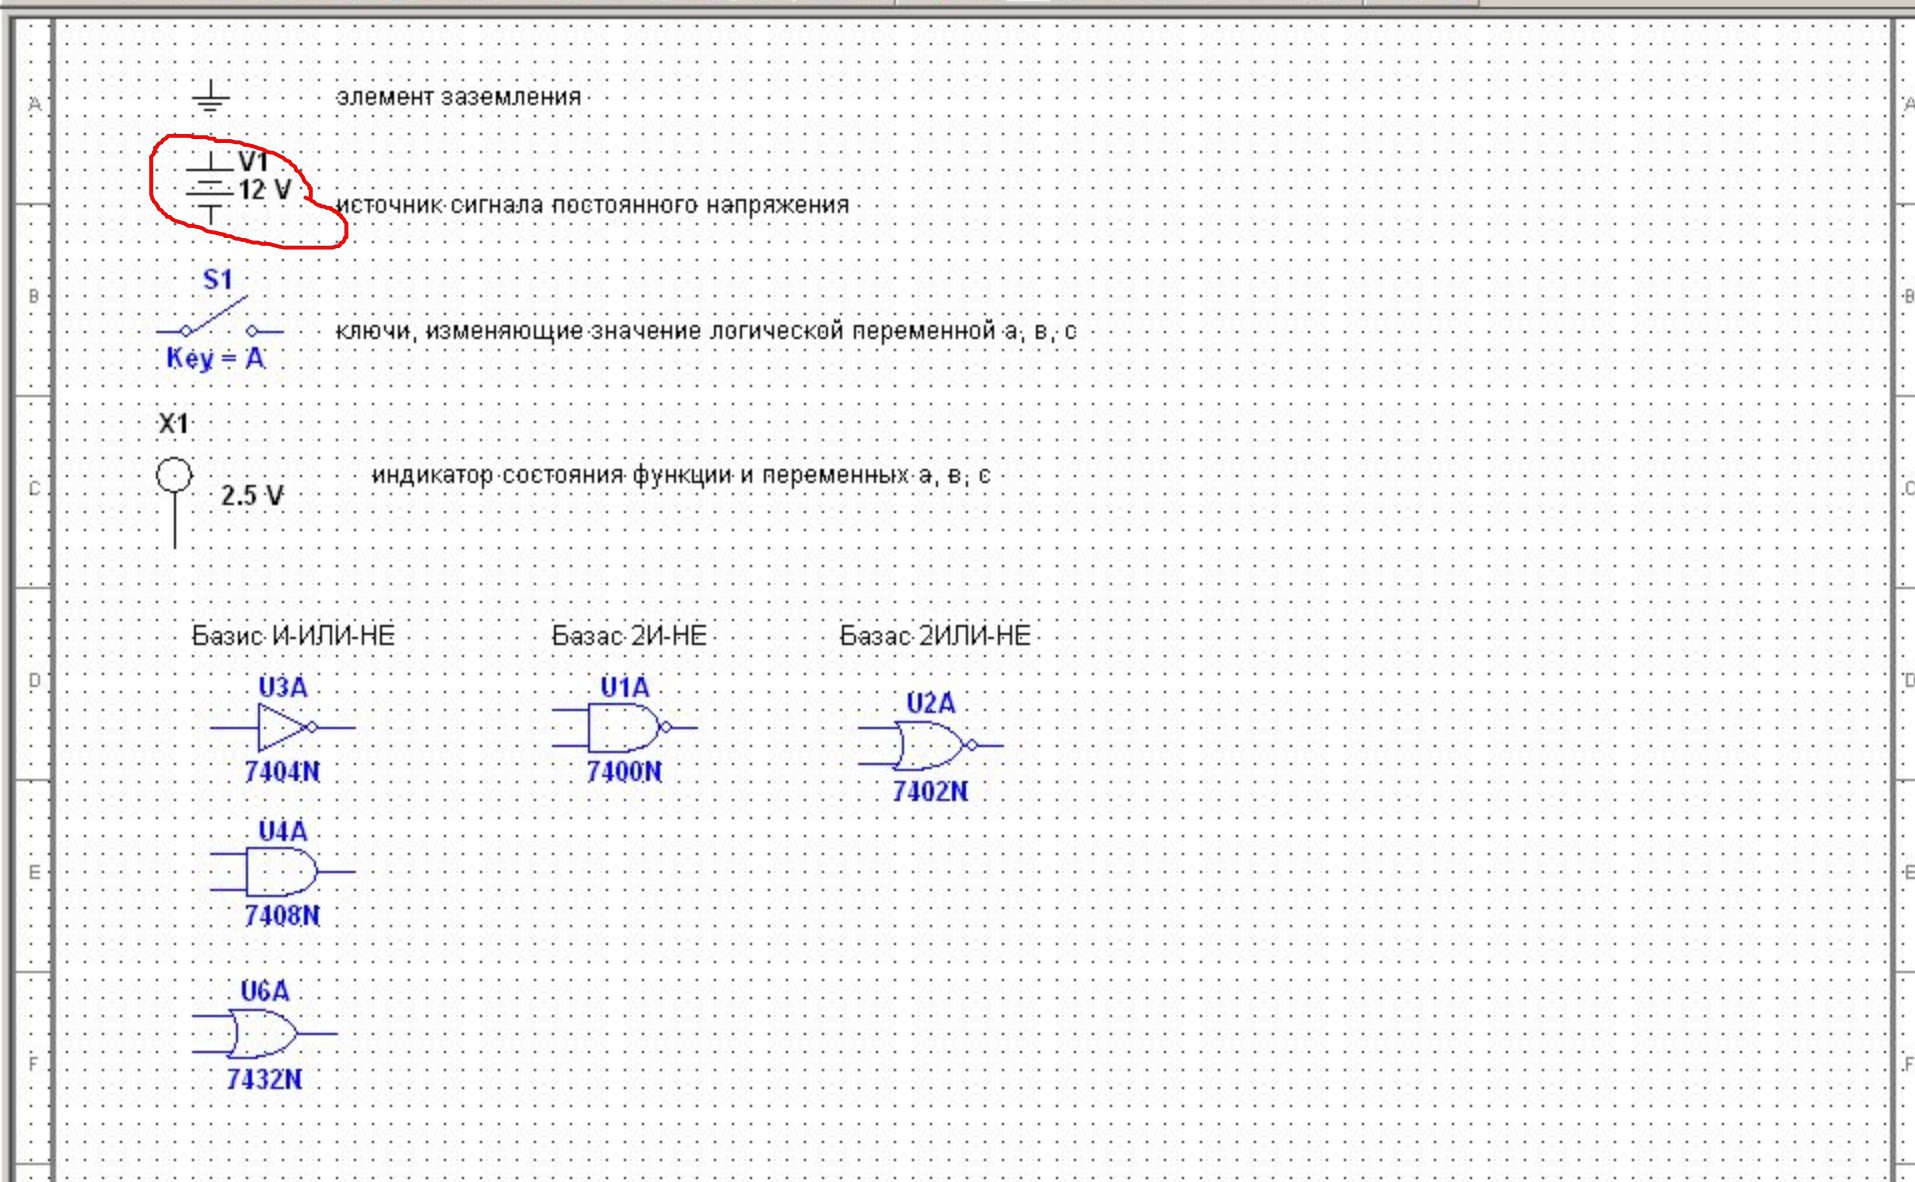 A
A
элемент заземления
V1
12 V
источник сигнала постоянного напряжения
S1
B
B
ключи, изменяющие значение логической переменной а, в, с
Key = A
X1
индикатор состояния функции и переменных а, в, с
C
C
2.5 V
Базис И-ИЛИ-НЕ
Базас 2И-НЕ
Базас 2ИЛИ-НЕ
D
D
U3A
U1A
U2A
7404N
7400N
7402N
U4A
E
E
7408N
U6A
F
F
7432N